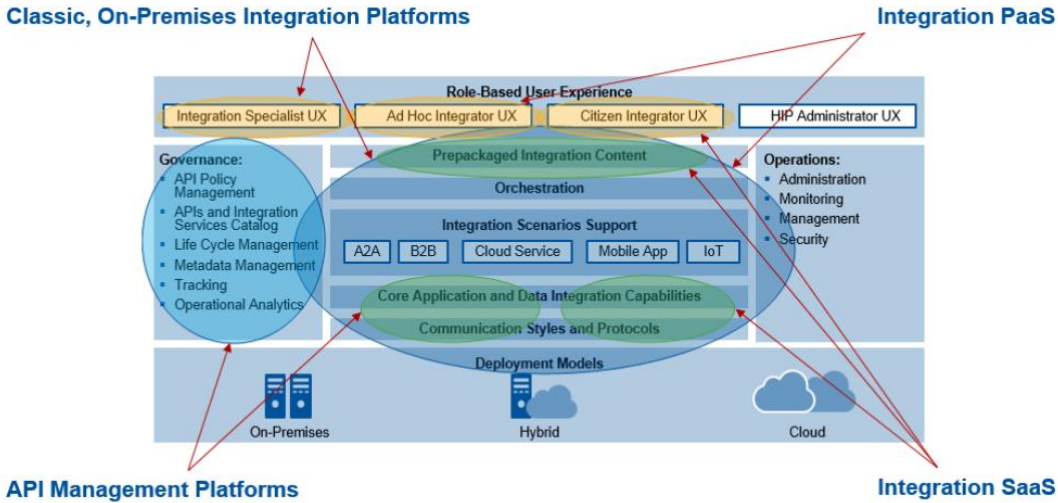 Classic, On-Premises Integration Platforms
Integration PaaS
Role-Based User Experience
Integration Specialist UX
Ad Hoc Integrator UX
Citizen Integrator UX
HIP Administrator UX
Governance:
API Policy
Management
APIs and Integration
Services Catalog
Life Cycle Management
Metadata Management
Tracking
Operational Analytics
Prepackaged Integration Content
Orchestration
Integration Scenarios Support
A2A
B2B
Cloud Service
Mobile App
IoT
Core Application and Data Integration Capabilities
Communication Styles and Protocols
Operations:
Administration
Monitoring
Management
Security
Deployment Models
On-Premises
Hybrid
Cloud
API Management Platforms
Integration SaaS